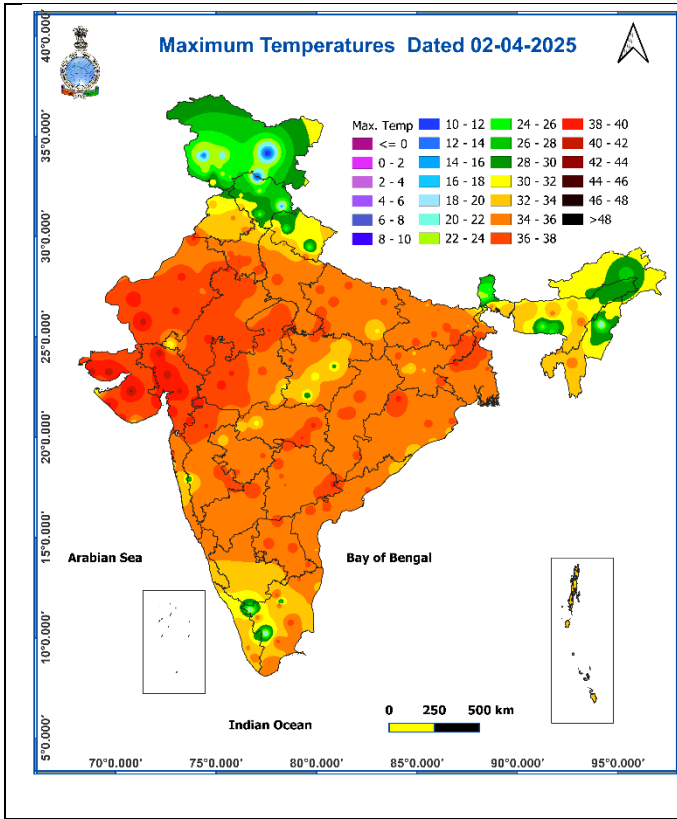 Maximum Temperatures Dated 02-04-2025
Max. Temp
<= 0
0 - 2
2 - 4
4 - 6
6 - 8
8 - 10
10 - 12
12 - 14
14 - 16
16 - 18
18 - 20
20 - 22
22 - 24
24 - 26
26 - 28
28 - 30
30 - 32
32 - 34
34 - 36
36 - 38
38 - 40
40 - 42
42 - 44
44 - 46
46 - 48
>48
40°0.000'
35°0.000'
30°0.000'
25°0.000'
20°0.000'
15°0.000'
10°0.000'
5°0.000'
Arabian Sea
Bay of Bengal
Indian Ocean
0 250 500 km
70°0.000' 75°0.000' 80°0.000' 85°0.000' 90°0.000' 95°0.000'